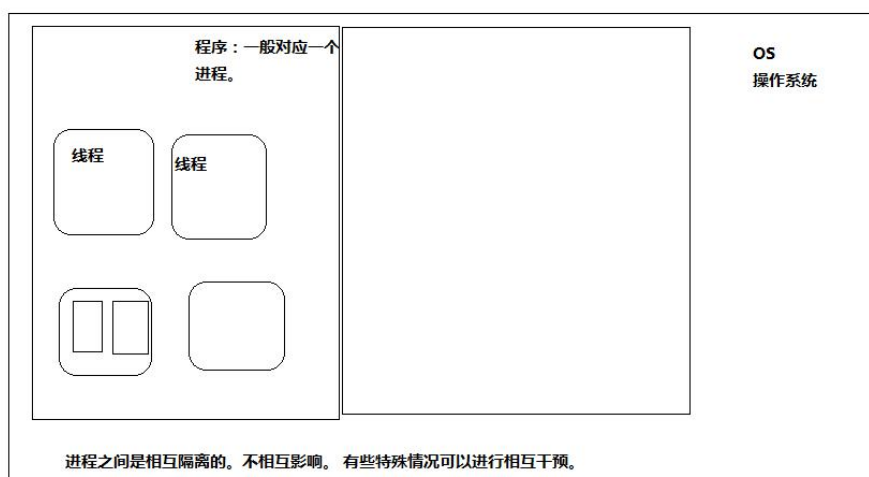 程序：一般对应一个
进程。
OS
操作系统
线程
线程
进程之间是相互隔离的。不相互影响。 有些特殊情况可以进行相互干预。